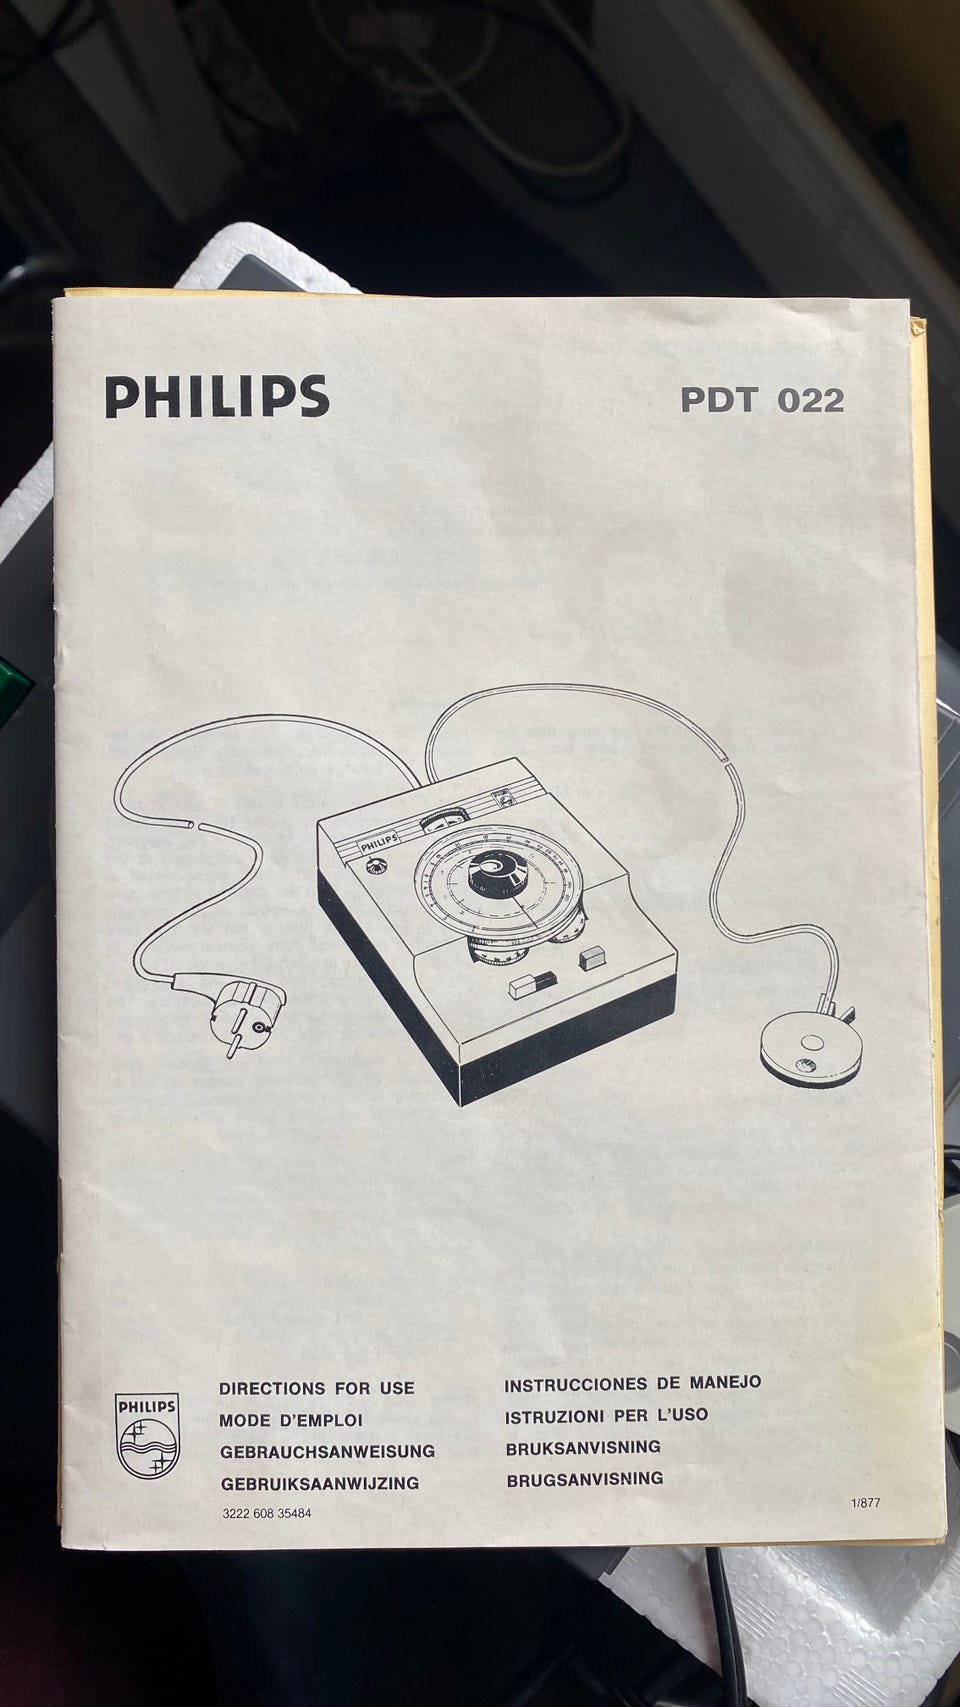 PHILIPS
PDT 022
PHILIPS
PHILIPS
DIRECTIONS FOR USE
MODE D'EMPLOI
GEBRAUCHSANWEISUNG
GEBRUIKSAANWIJZING
3222 608 35484
INSTRUCCIONES DE MANEJO
ISTRUZIONI PER L'USO
BRUKSANVISNING
BRUGSANVISNING
1/877